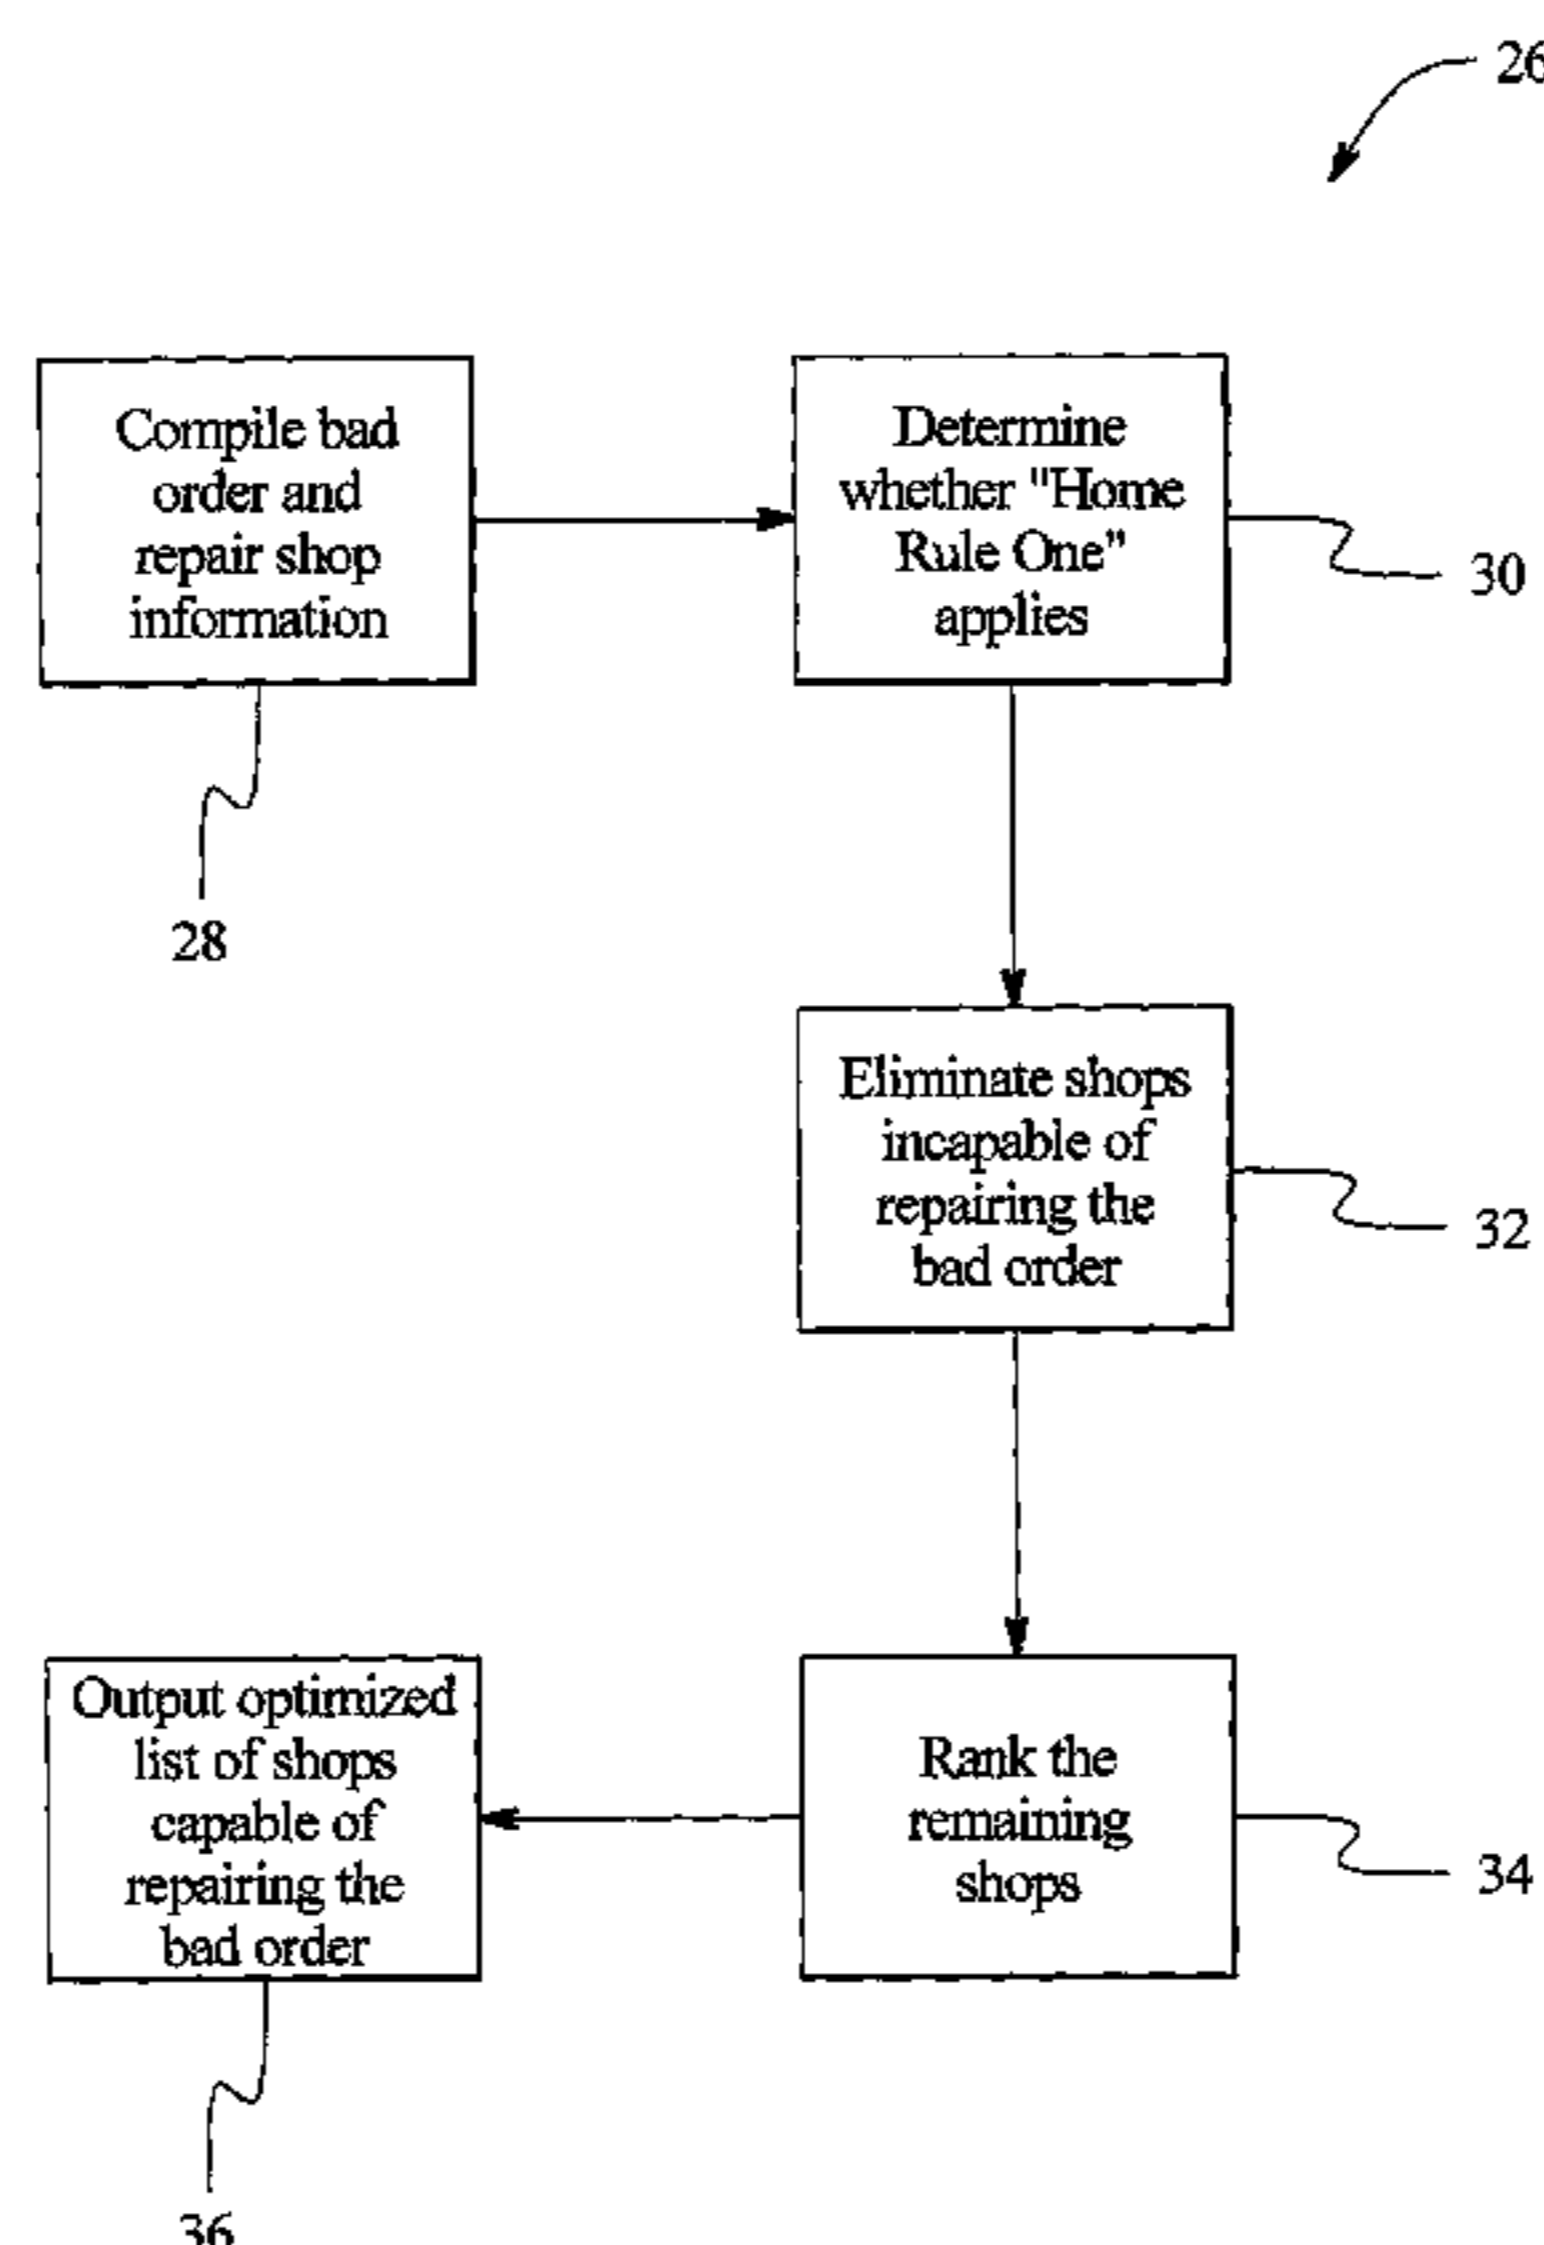 26
Compile bad
order and
repair shop
information
Determine
whether "Home
Rule One"
applies
30
28
Eliminate shops
incapable of
repairing the
bad order
32
Output optimized
list of shops
capable of
repairing the
bad order
Rank the
remaining
shops
34
36